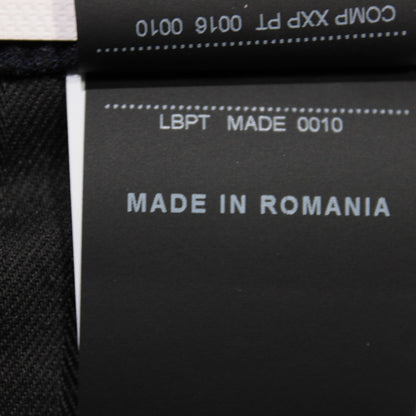 COMP XXP PT 0016 0010
LBPT MADE 0010
MADE IN ROMANIA